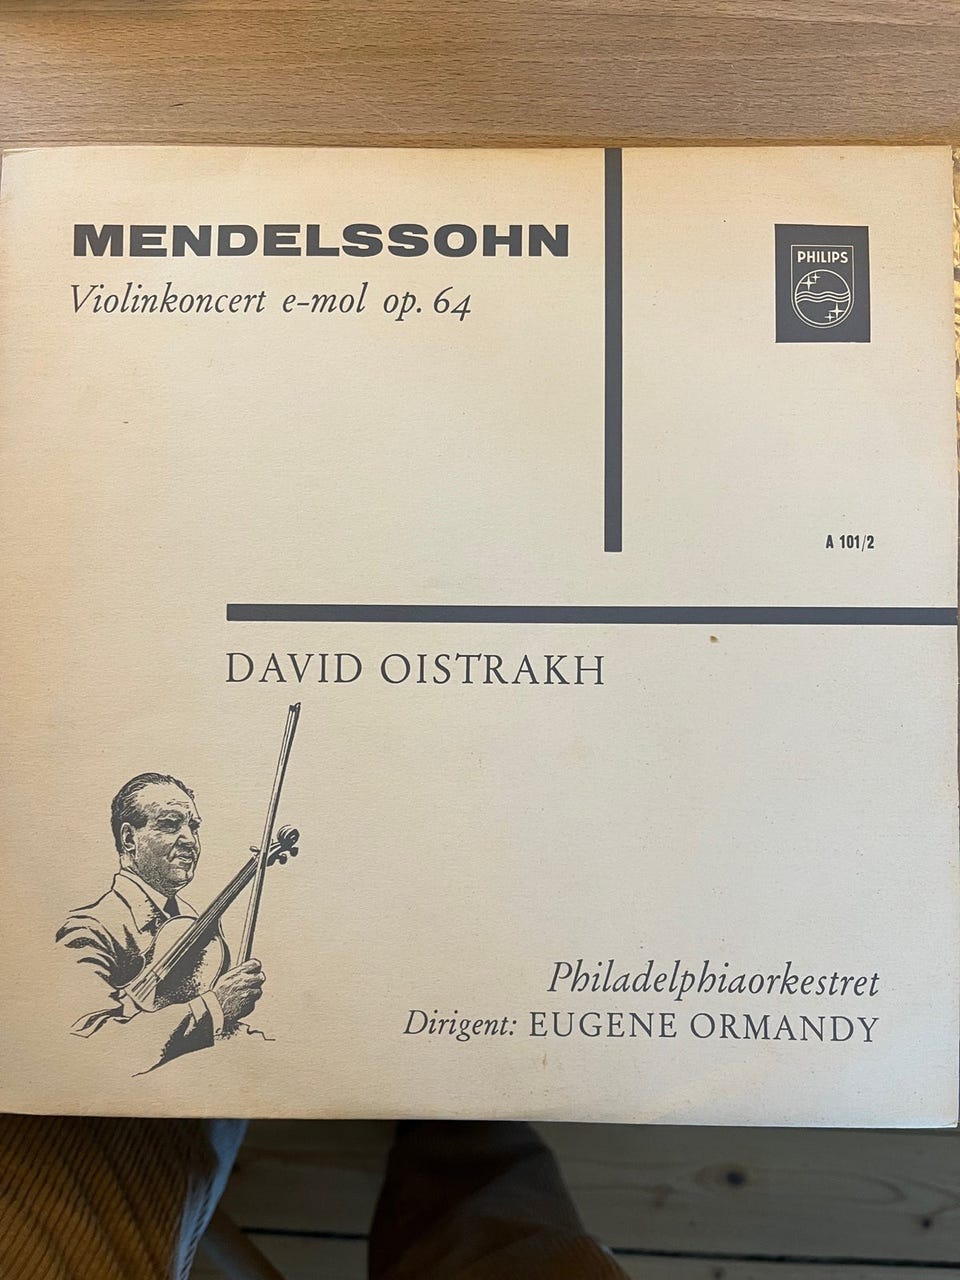 MENDELSSOHN
Violinkoncert e-mol op. 64
PHILIPS
A 101/2
DAVID OISTRAKH
Philadelphiaorkestret
Dirigent: EUGENE ORMANDY